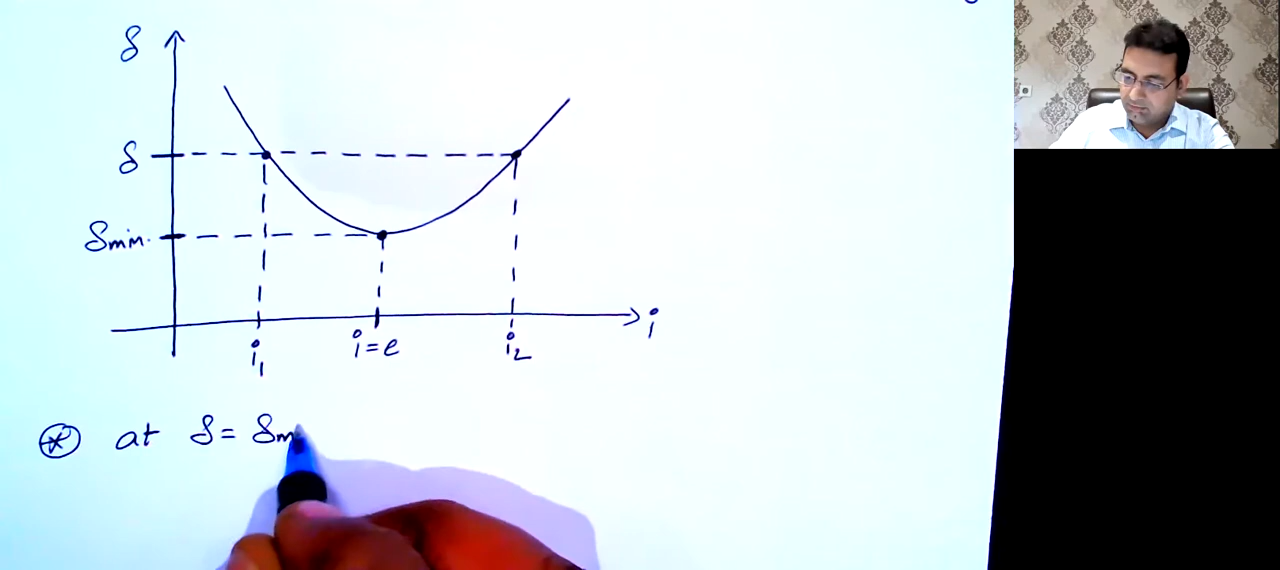 δ
δ
δmin.
i
i₁ i=e i₂
⊛ at δ = δm